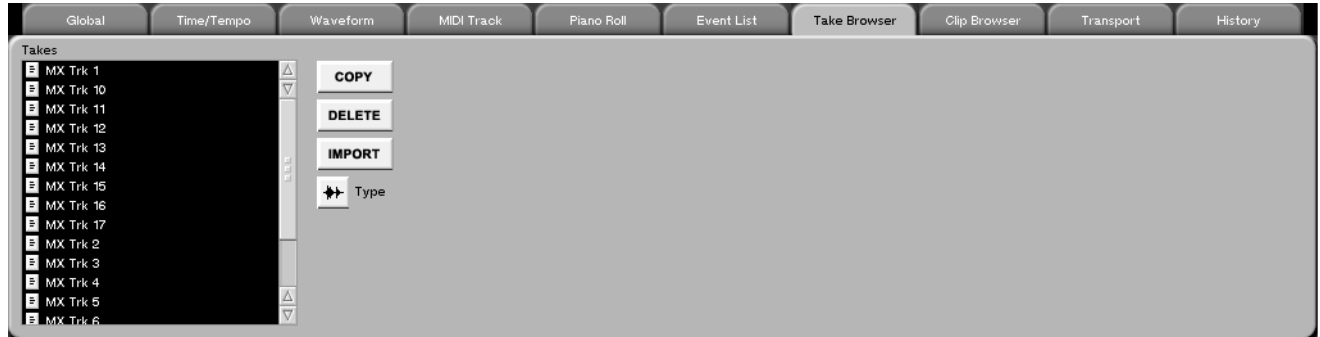 Global Time/Tempo Waveform MIDI Track Piano Roll Event List Take Browser Clip Browser Transport History
Takes
MX Trk 1
MX Trk 10
MX Trk 11
MX Trk 12
MX Trk 13
MX Trk 14
MX Trk 15
MX Trk 16
MX Trk 17
MX Trk 2
MX Trk 3
MX Trk 4
MX Trk 5
MX Trk 6
COPY
DELETE
IMPORT
Type